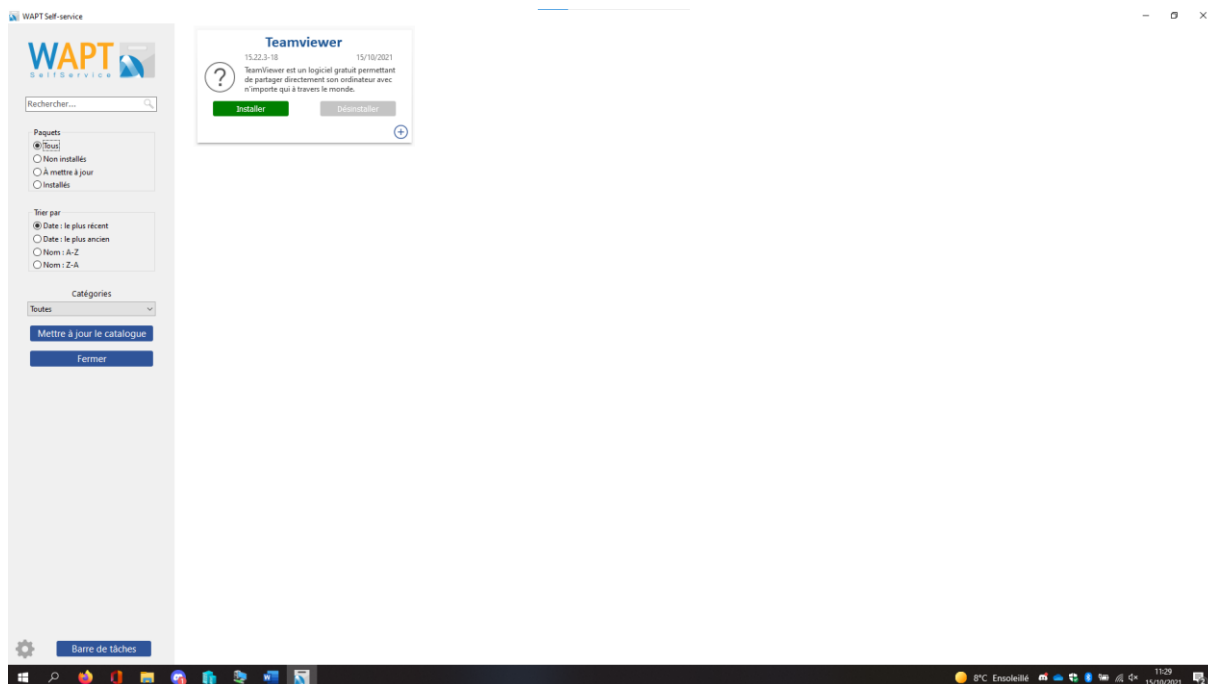 WAPT Self-service
WAPT
SelfService
Rechercher...
Paquets
Tous
Non installés
À mettre à jour
Installés
Trier par
Date : le plus récent
Date : le plus ancien
Nom : A-Z
Nom : Z-A
Catégories
Toutes
Mettre à jour le catalogue
Fermer
Teamviewer
15.22.3-18 15/10/2021
TeamViewer est un logiciel gratuit permettant
de partager directement son ordinateur avec
n'importe qui à travers le monde.
Installer Désinstaller
Barre de tâches
8°C Ensoleillé
11:29
15/10/2021